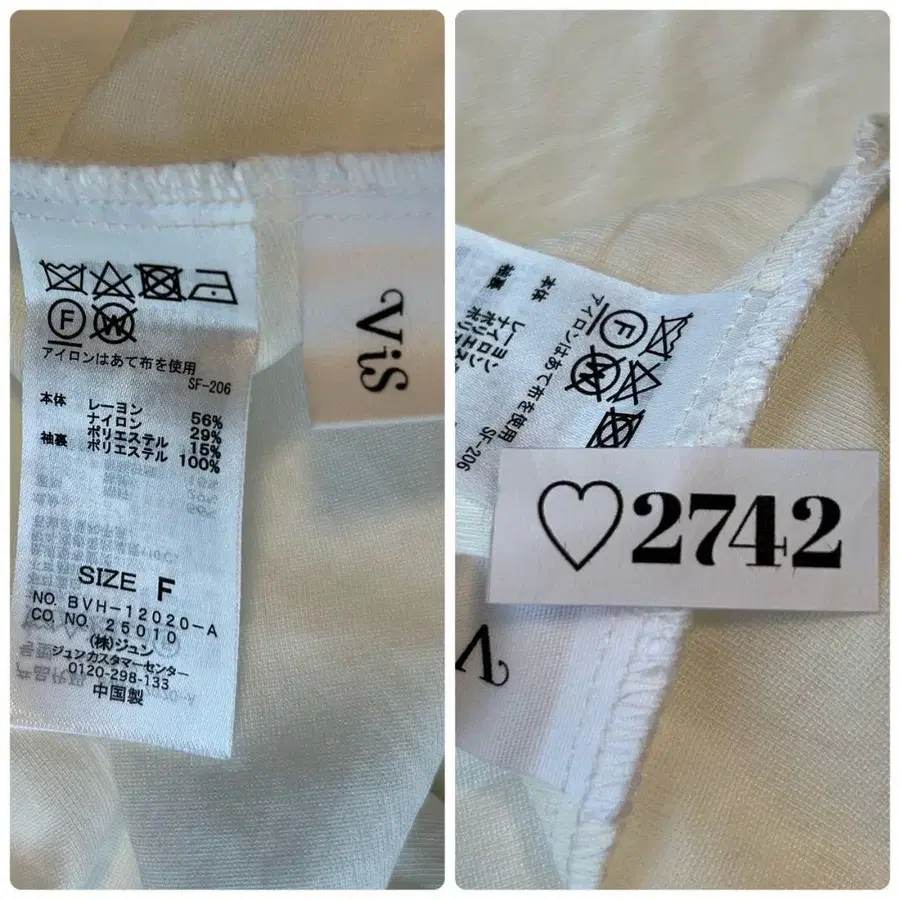 ViS
F
W
アイロンはあて布を使用
SF-206
本体 レーヨン 56%
ナイロン 29%
ポリエステル 15%
袖裏 ポリエステル 100%
SIZE F
NO. BVH-12020-A
CO. NO. 25010
(株)ジュン
ジュンカスタマーセンター
0120-298-133
中国製
F
W
アイロンはあて布を使用
SF-206
本体
袖裏
♡2742
V